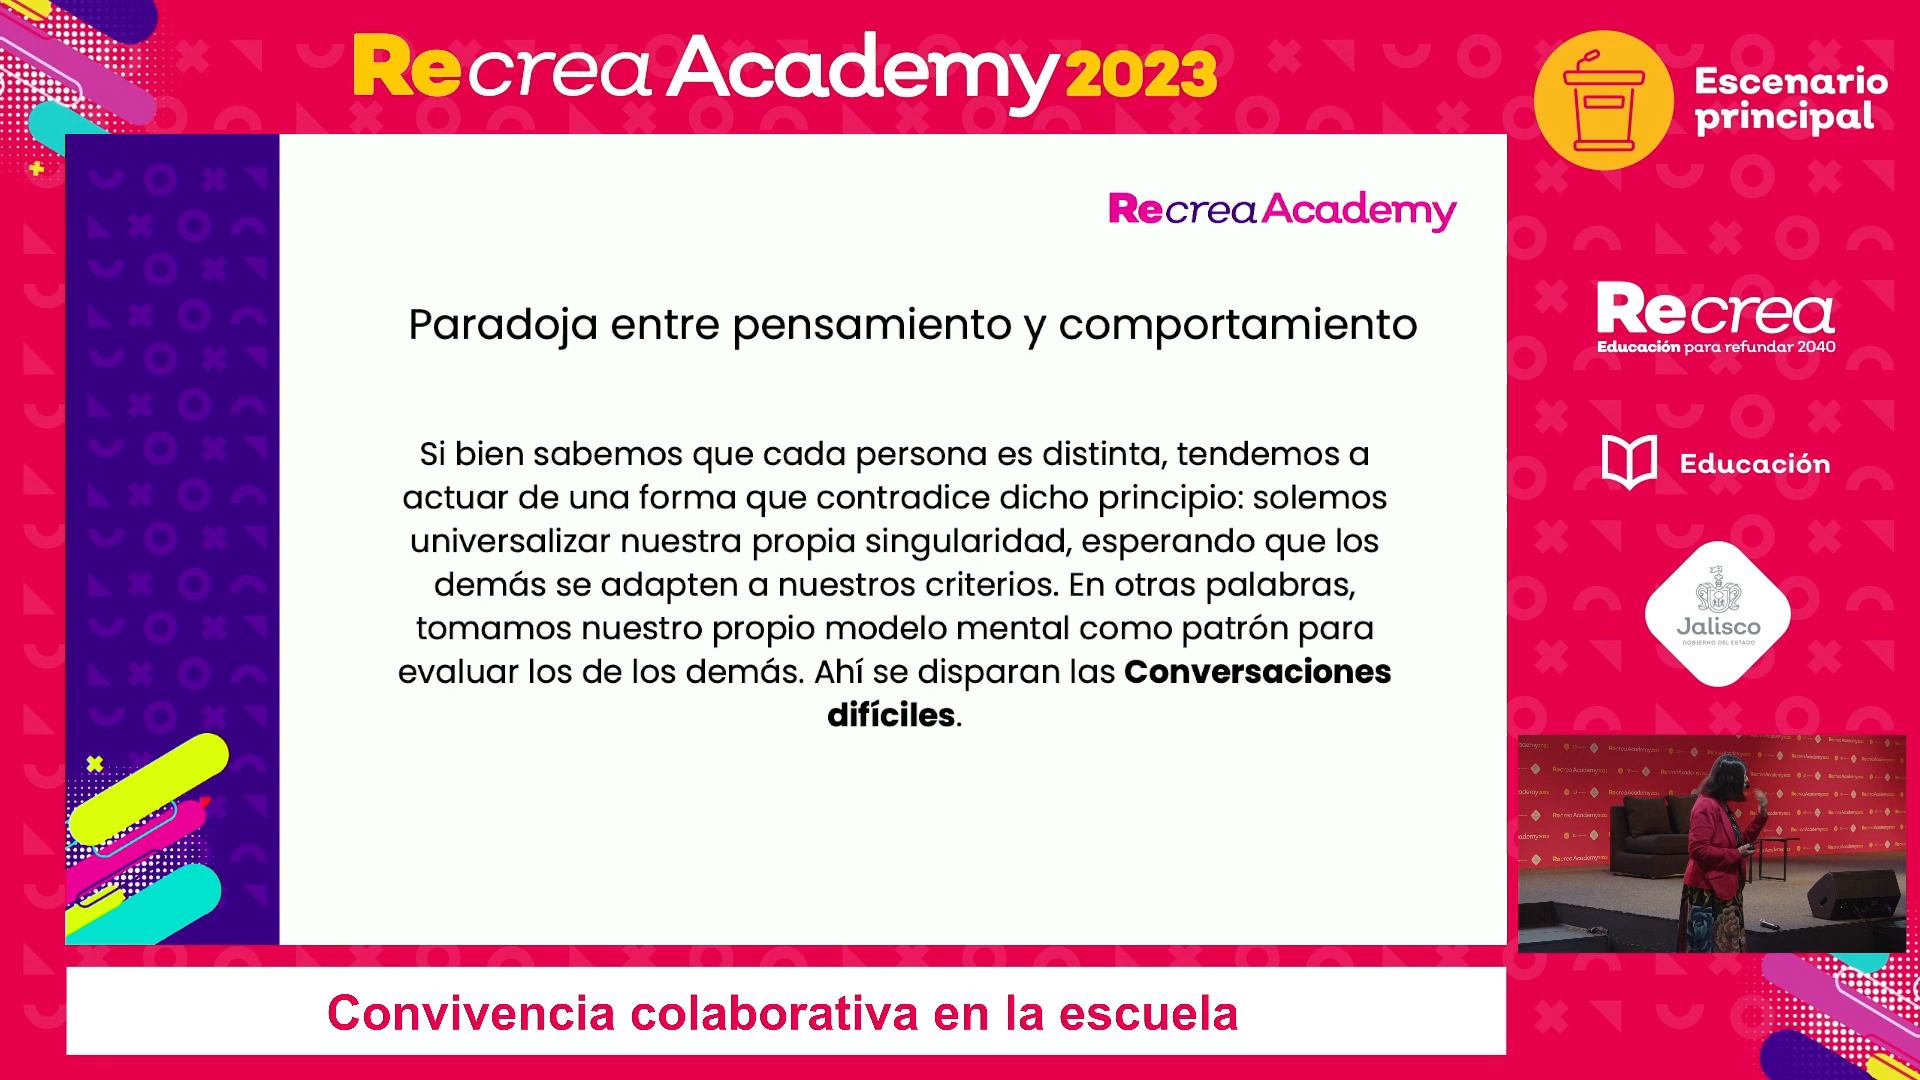 Recrea Academy 2023
Escenario
principal
Recrea Academy
Paradoja entre pensamiento y comportamiento
Si bien sabemos que cada persona es distinta, tendemos a
actuar de una forma que contradice dicho principio: solemos
universalizar nuestra propia singularidad, esperando que los
demás se adapten a nuestros criterios. En otras palabras,
tomamos nuestro propio modelo mental como patrón para
evaluar los de los demás. Ahí se disparan las Conversaciones
difíciles.
Recrea
Educación para refundar 2040
Educación
Jalisco
GOBIERNO DEL ESTADO
Convivencia colaborativa en la escuela